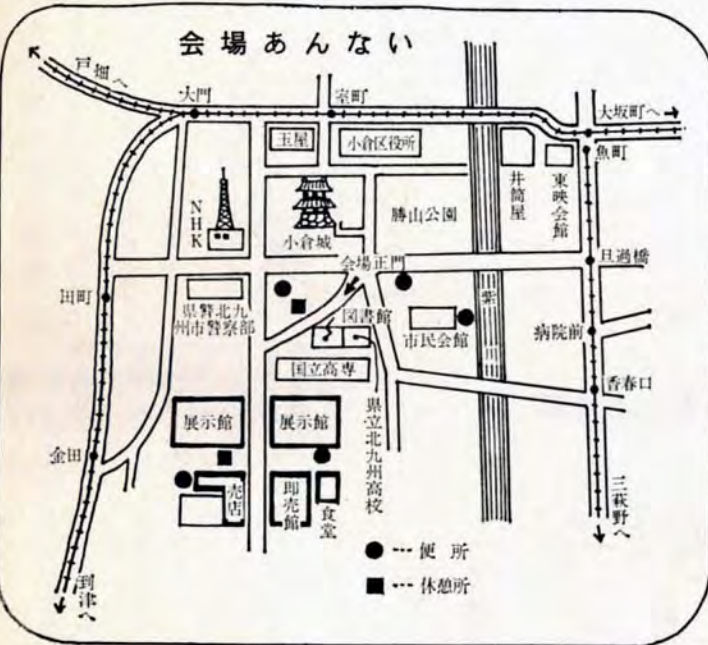 会場あんない
戸畑へ
大門
室町
大坂町へ
魚町
玉屋
小倉区役所
井筒屋
東映会館
NHK
小倉城
勝山公園
会場正門
旦過橋
田町
県警北九
州市警察部
図書館
市民会館
紫川
病院前
国立高専
香春口
展示館
展示館
県立北九州高校
金田
売店
即売館
食堂
三萩野へ
到津へ
便所
休憩所